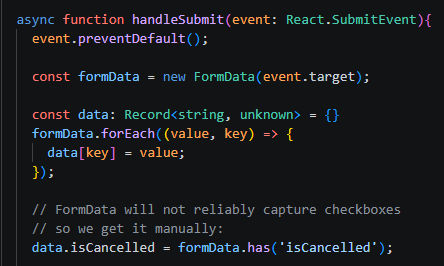 async function handleSubmit(event: React.SubmitEvent){
event.preventDefault();
const formData = new FormData(event.target);
const data: Record<string, unknown> = {}
formData.forEach((value, key) => {
data[key] = value;
});
// FormData will not reliably capture checkboxes
// so we get it manually:
data.isCancelled = formData.has('isCancelled');